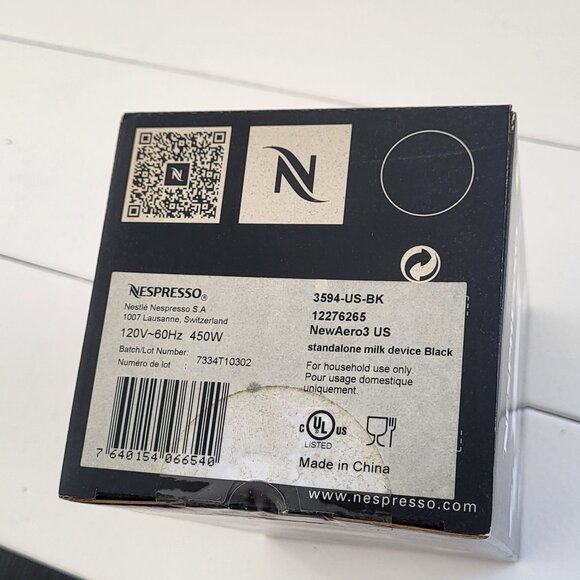 N
NESPRESSO®
Nestlé Nespresso S.A
1007 Lausanne, Switzerland
120V~60Hz 450W
Batch/Lot Number: 7334T10302
Numéro de lot :
7 640154 066540
3594-US-BK
12276265
NewAero3 US
standalone milk device Black
For household use only
Pour usage domestique
uniquement.
C UL US
LISTED
Made in China
www.nespresso.com